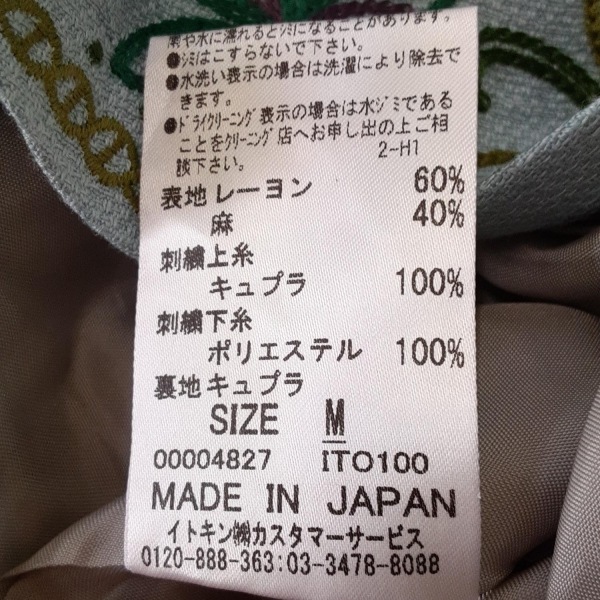 雨や水に濡れるとシミになることがあります。
●シミはこすらないで下さい。
●水洗い表示の場合は洗濯により除去で
きます。
●ドライクリーニング表示の場合は水ジミである
ことをクリーニング店へお申し出の上ご相
談下さい。 2-H1
表地 レーヨン 60%
麻 40%
刺繍上糸
キュプラ 100%
刺繍下糸
ポリエステル 100%
裏地 キュプラ
SIZE M
00004827 ITO100
MADE IN JAPAN
イトキン㈱カスタマーサービス
0120-888-363:03-3478-8088